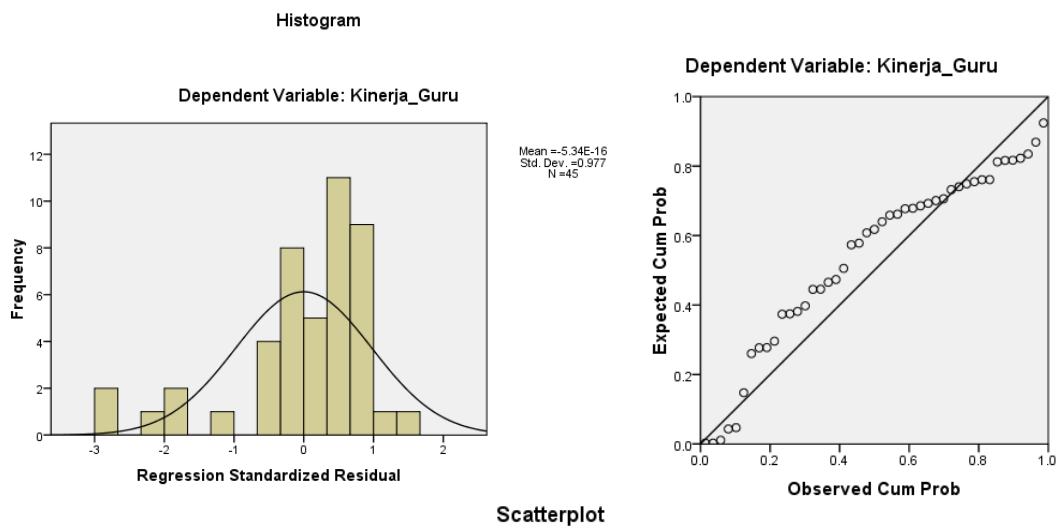 Histogram
Dependent Variable: Kinerja_Guru
Mean =-5.34E-16
Std. Dev. =0.977
N =45
Frequency
12
10
8
6
4
2
0
-3 -2 -1 0 1 2
Regression Standardized Residual
Dependent Variable: Kinerja_Guru
Expected Cum Prob
1.0
0.8
0.6
0.4
0.2
0.0
0.0 0.2 0.4 0.6 0.8 1.0
Observed Cum Prob
Scatterplot